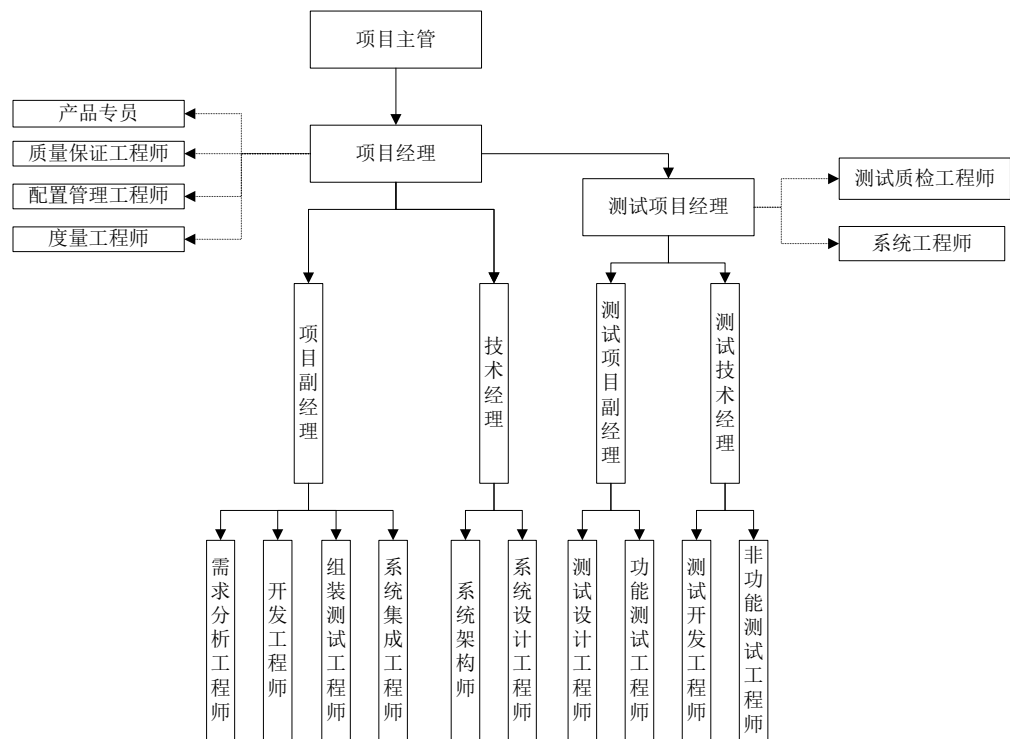 项目主管
产品专员
质量保证工程师
配置管理工程师
度量工程师
项目经理
测试项目经理
测试质检工程师
系统工程师
项目副经理
技术经理
测试项目副经理
测试技术经理
需求分析工程师
开发工程师
组装测试工程师
系统集成工程师
系统架构师
系统设计工程师
测试设计工程师
功能测试工程师
测试开发工程师
非功能测试工程师